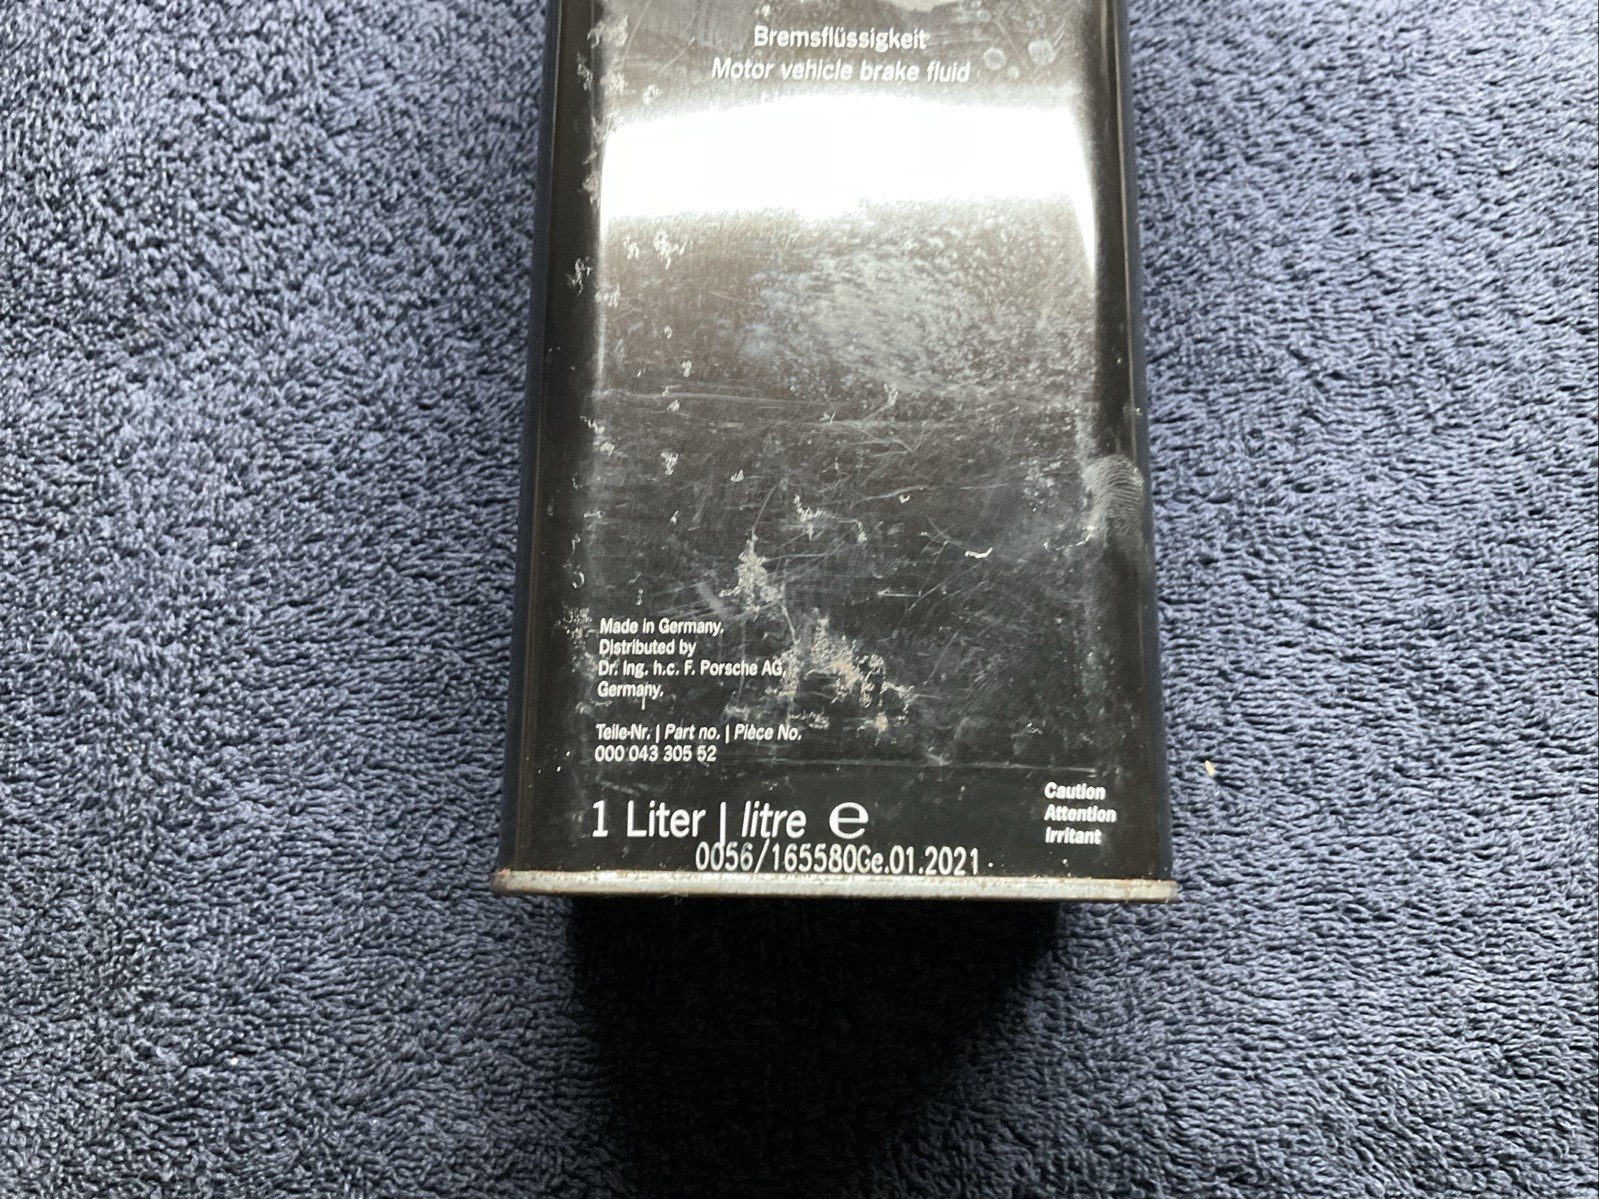 Bremsflüssigkeit
Motor vehicle brake fluid
Made in Germany.
Distributed by
Dr. Ing. h.c. F. Porsche AG,
Germany.
Teile-Nr. | Part no. | Pièce No.
000 043 305 52
1 Liter | litre ℮
Caution
Attention
Irritant
0056/165580Ge.01.2021